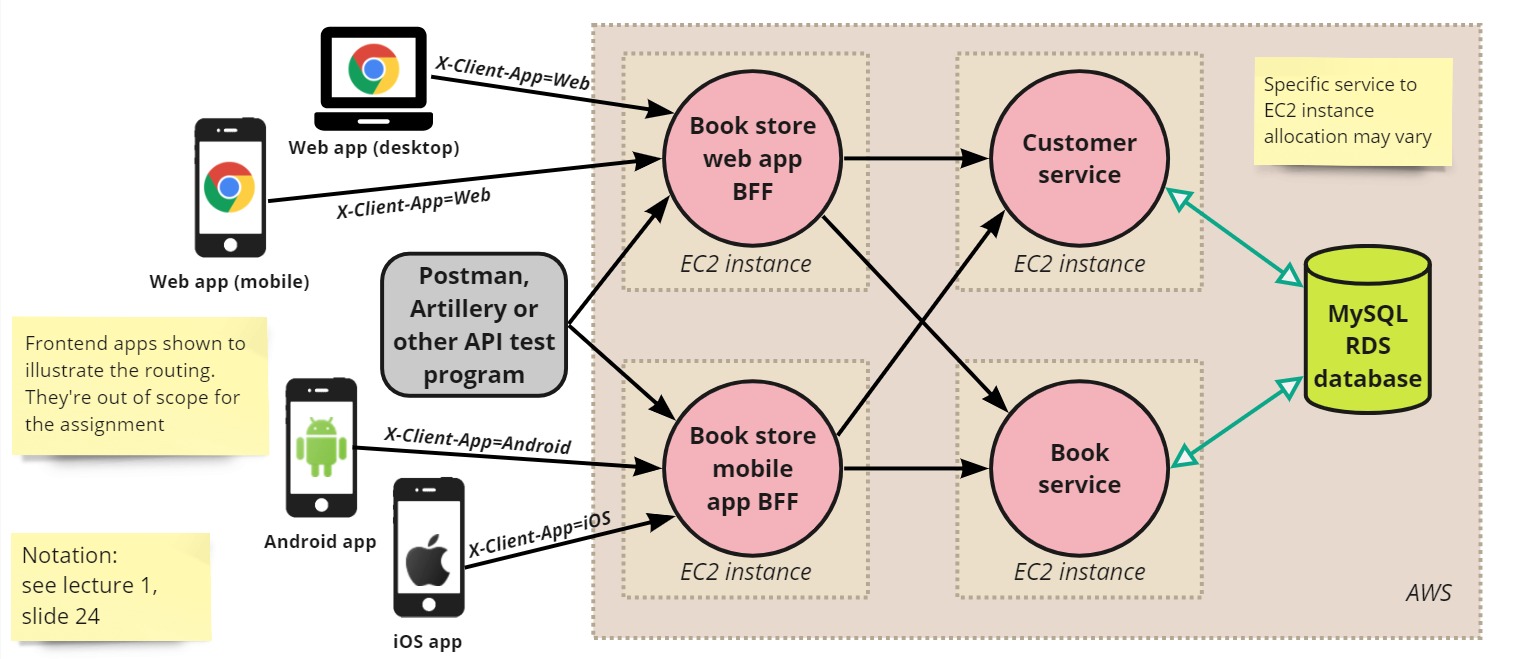 X-Client-App=Web
Web app (desktop)
X-Client-App=Web
Web app (mobile)
Postman,
Artillery or
other API test
program
Frontend apps shown to
illustrate the routing.
They're out of scope for
the assignment
X-Client-App=Android
Android app
X-Client-App=iOS
iOS app
Notation:
see lecture 1,
slide 24
Book store
web app
BFF
EC2 instance
Customer
service
EC2 instance
Book store
mobile
app BFF
EC2 instance
Book
service
EC2 instance
Specific service to
EC2 instance
allocation may vary
MySQL
RDS
database
AWS